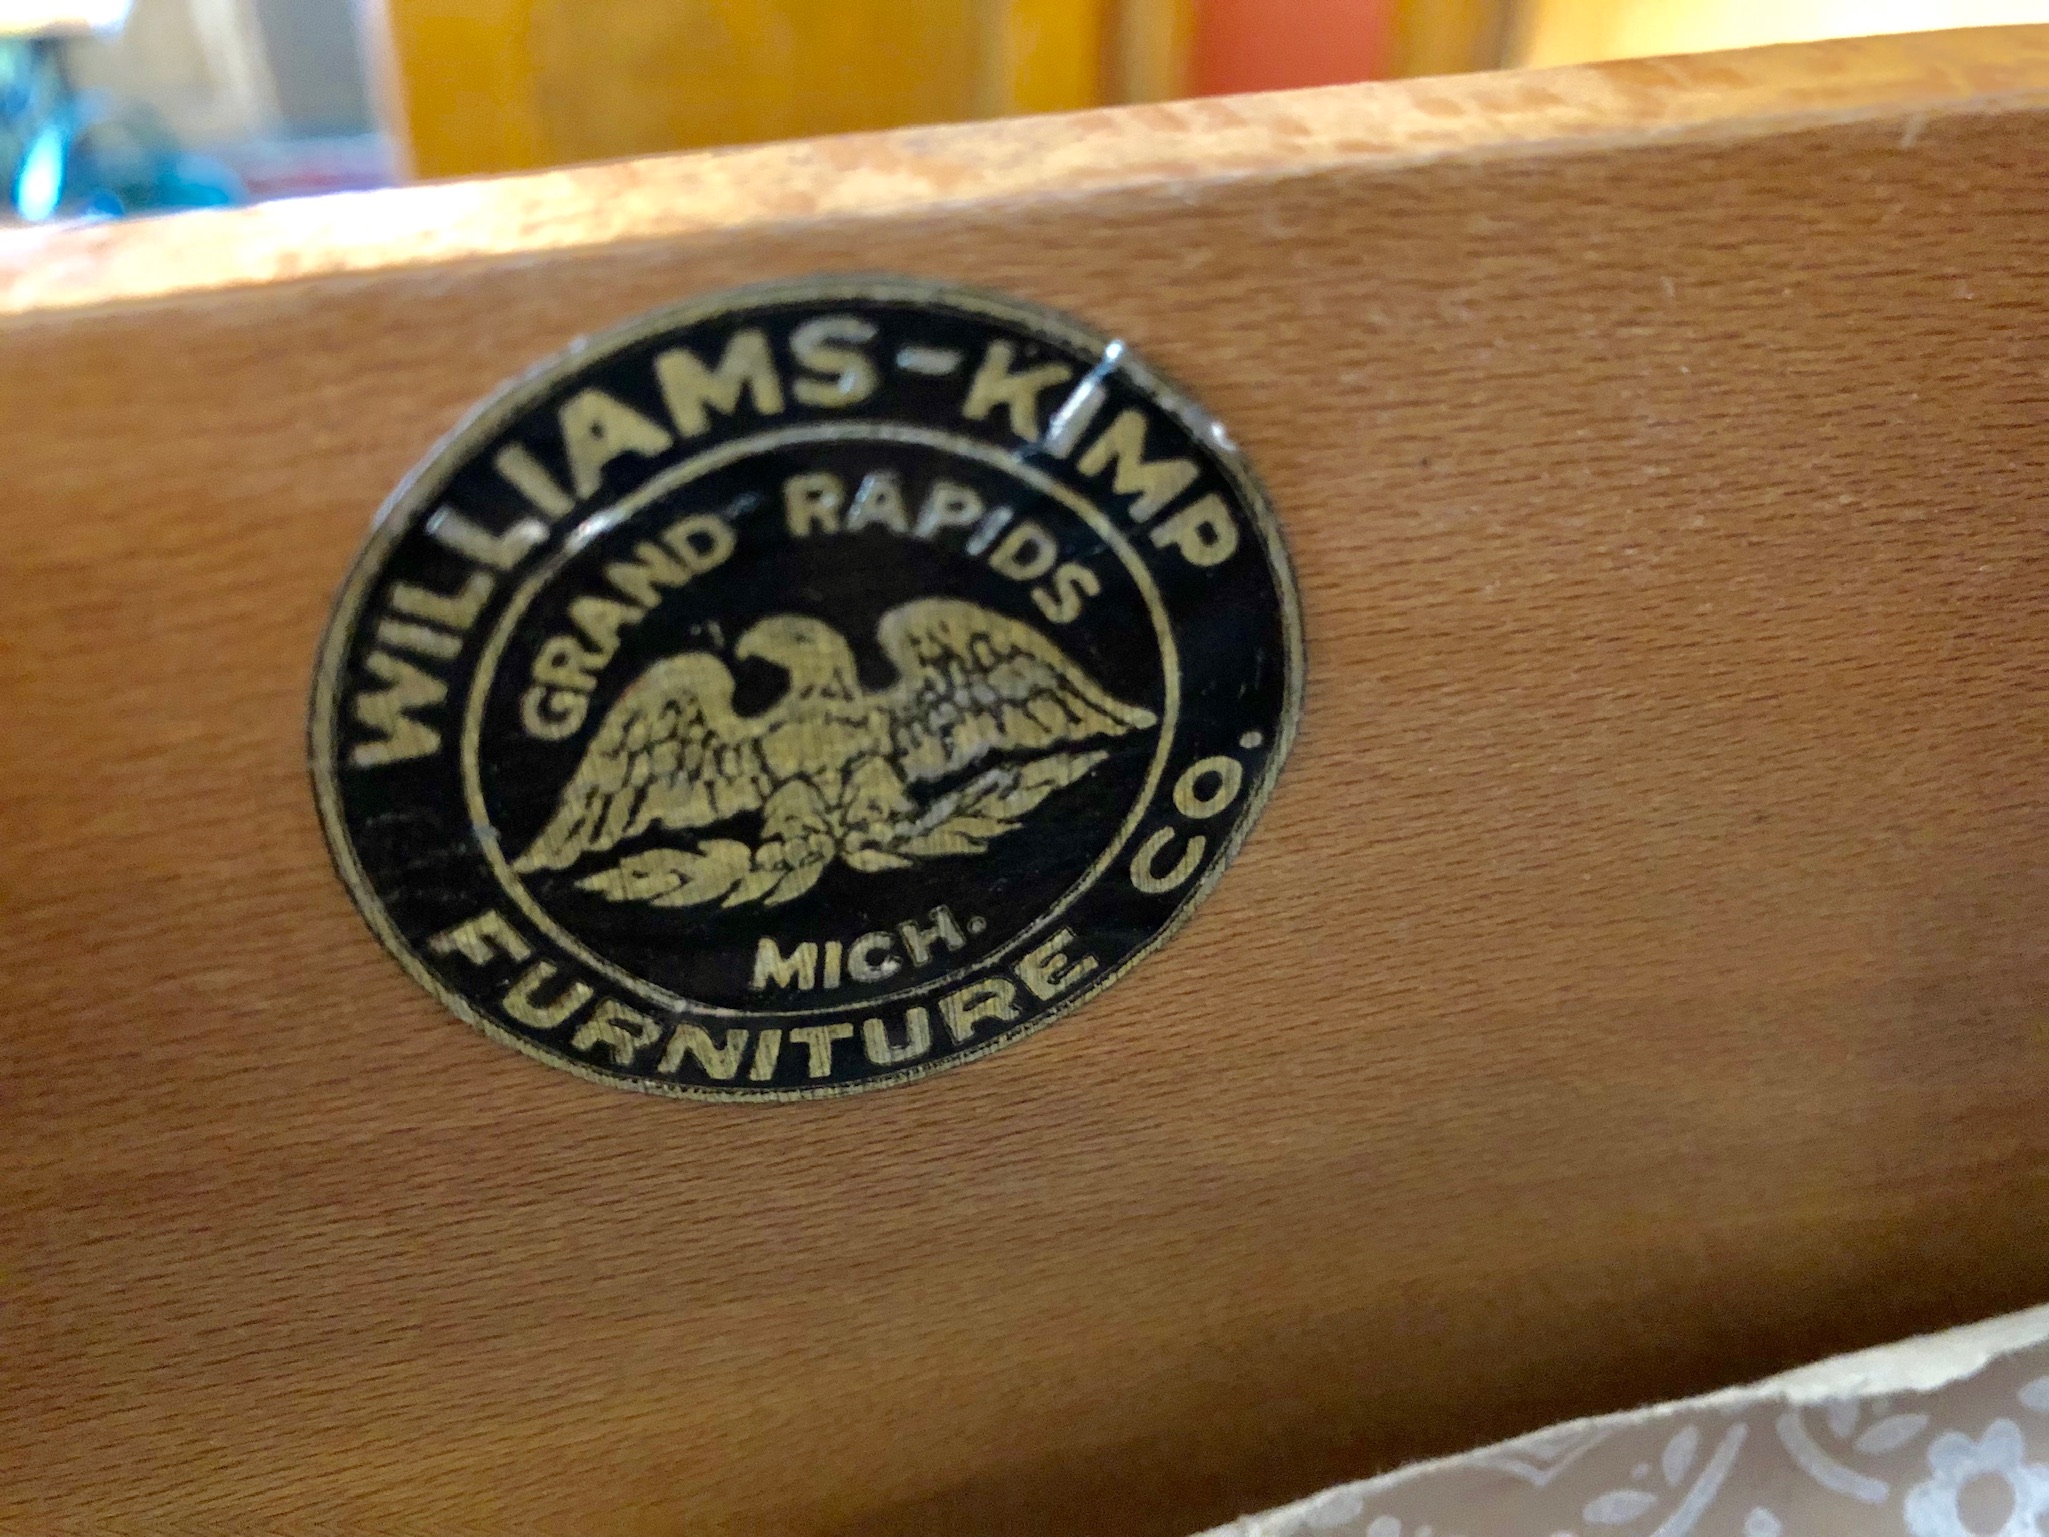 WILLIAMS-KIMP
GRAND RAPIDS
MICH.
FURNITURE CO.